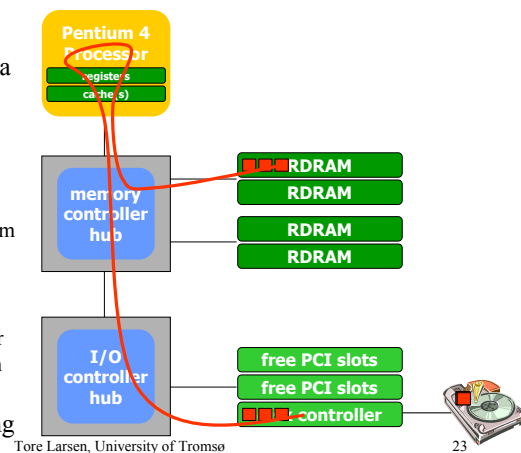 Pentium 4
Processor
a
registers
cache(s)
RDRAM
RDRAM
memory
controller
hub
m
RDRAM
RDRAM
r
I/O
controller
hub
free PCI slots
free PCI slots
controller
ng
Tore Larsen, University of Tromsø
23